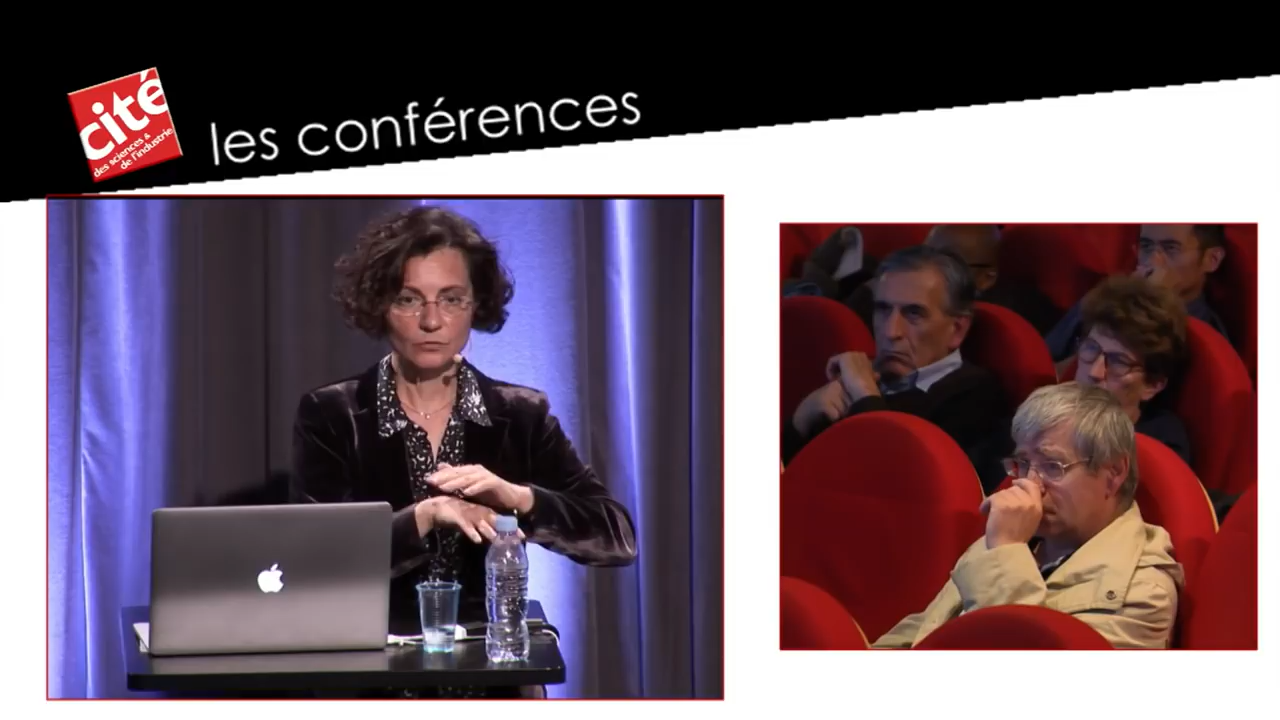 cité
des sciences &
de l'industrie
les conférences